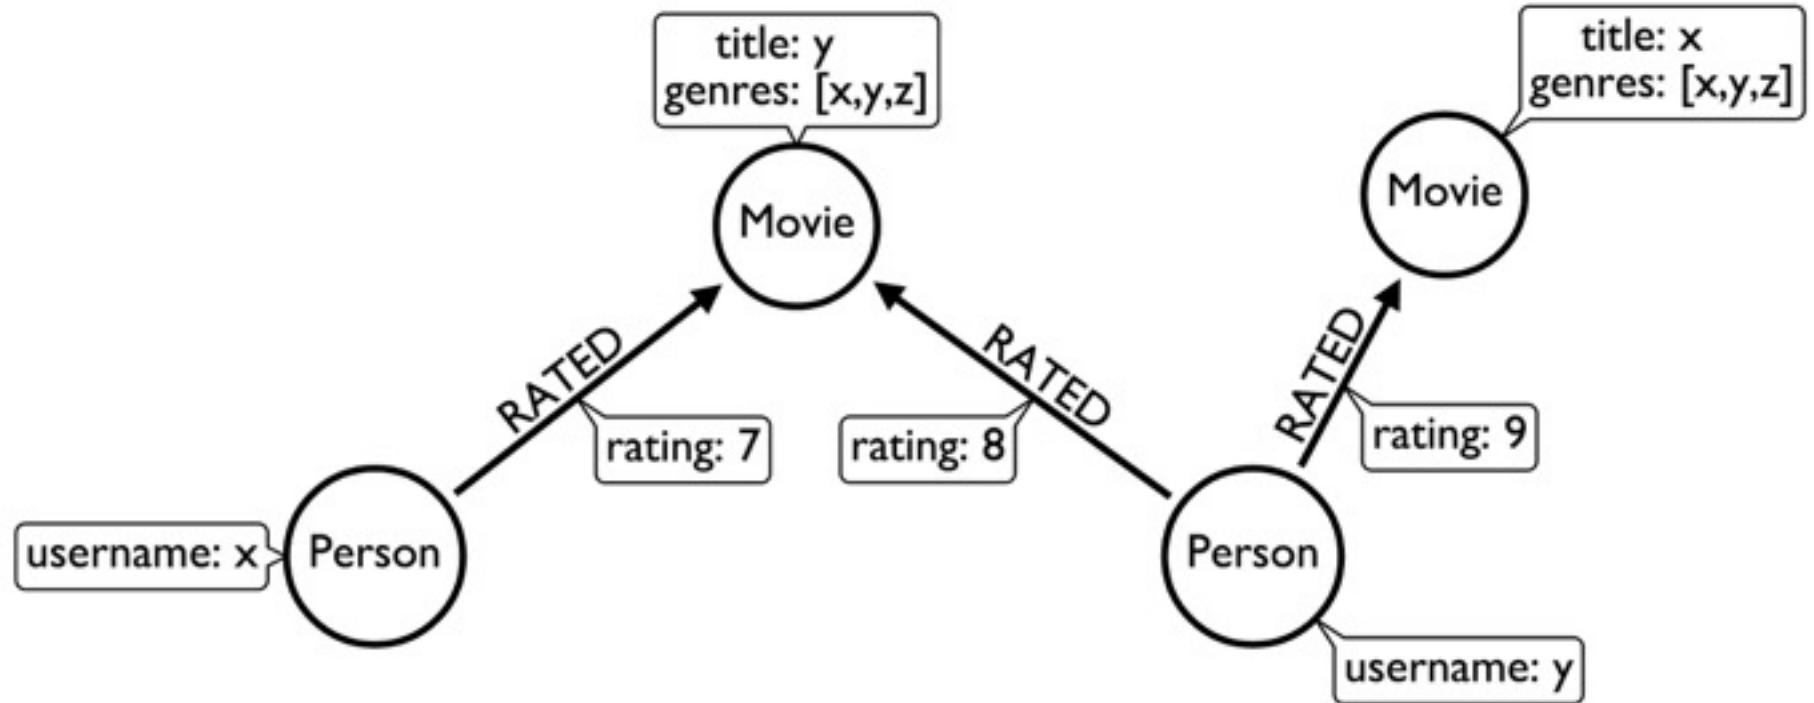 title: y
genres: [x,y,z]
title: x
genres: [x,y,z]
Movie
Movie
RATED
RATED
RATED
rating: 7
rating: 8
rating: 9
username: x
Person
Person
username: y